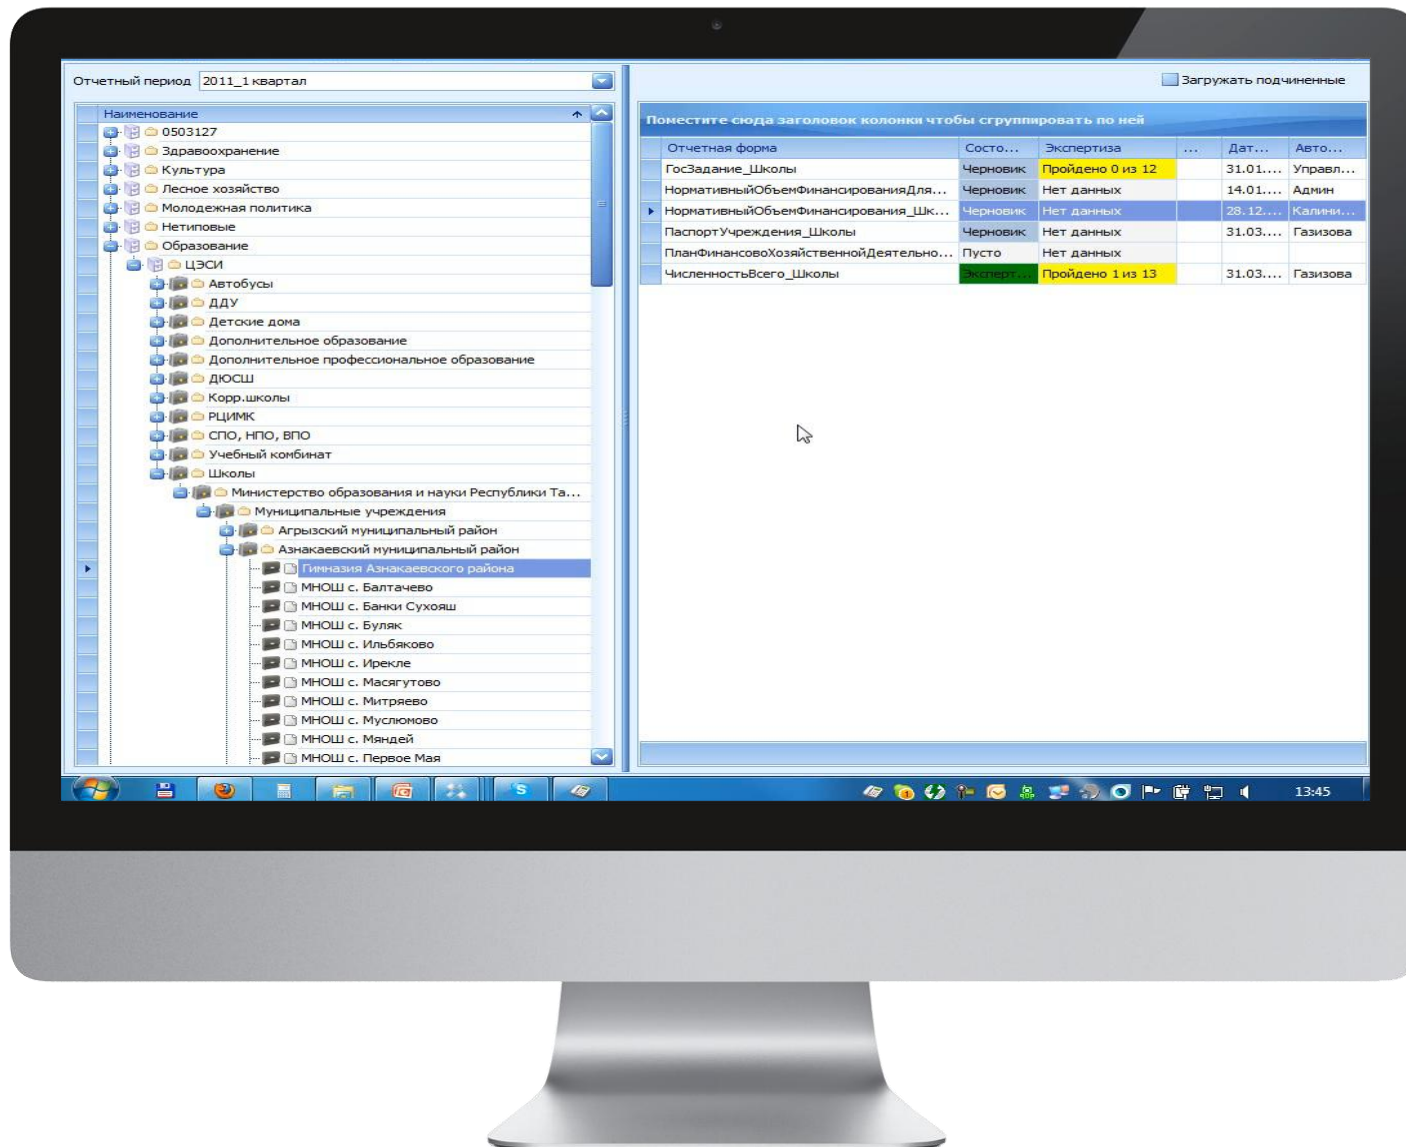 Отчетный период 2011_1 квартал
Загружать подчиненные
Наименование
0503127
Здравоохранение
Культура
Лесное хозяйство
Молодежная политика
Нетиповые
Образование
ЦЭСИ
Автобусы
ДДУ
Детские дома
Дополнительное образование
Дополнительное профессиональное образование
ДЮСШ
Корр.школы
РЦИМК
СПО, НПО, ВПО
Учебный комбинат
Школы
Министерство образования и науки Республики Та...
Муниципальные учреждения
Агрызский муниципальный район
Азнакаевский муниципальный район
Гимназия Азнакаевского района
МНОШ с. Балтачево
МНОШ с. Банки Сухояш
МНОШ с. Буляк
МНОШ с. Ильбяково
МНОШ с. Ирекле
МНОШ с. Масягутово
МНОШ с. Митряево
МНОШ с. Муслюмово
МНОШ с. Мяндей
МНОШ с. Первое Мая
Поместите сюда заголовок колонки чтобы сгруппировать по ней
Отчетная форма Состо... Экспертиза ... Дат... Авто...
ГосЗадание_Школы Черновик Пройдено 0 из 12 31.01.... Управл...
НормативныйОбъемФинансированияДля... Черновик Нет данных 14.01.... Админ
НормативныйОбъемФинансирования_Шк... Черновик Нет данных 28.12.... Калини...
ПаспортУчреждения_Школы Черновик Нет данных 31.03.... Газизова
ПланФинансовоХозяйственнойДеятельно... Пусто Нет данных
ЧисленностьВсего_Школы Эксперт... Пройдено 1 из 13 31.03.... Газизова
13:45